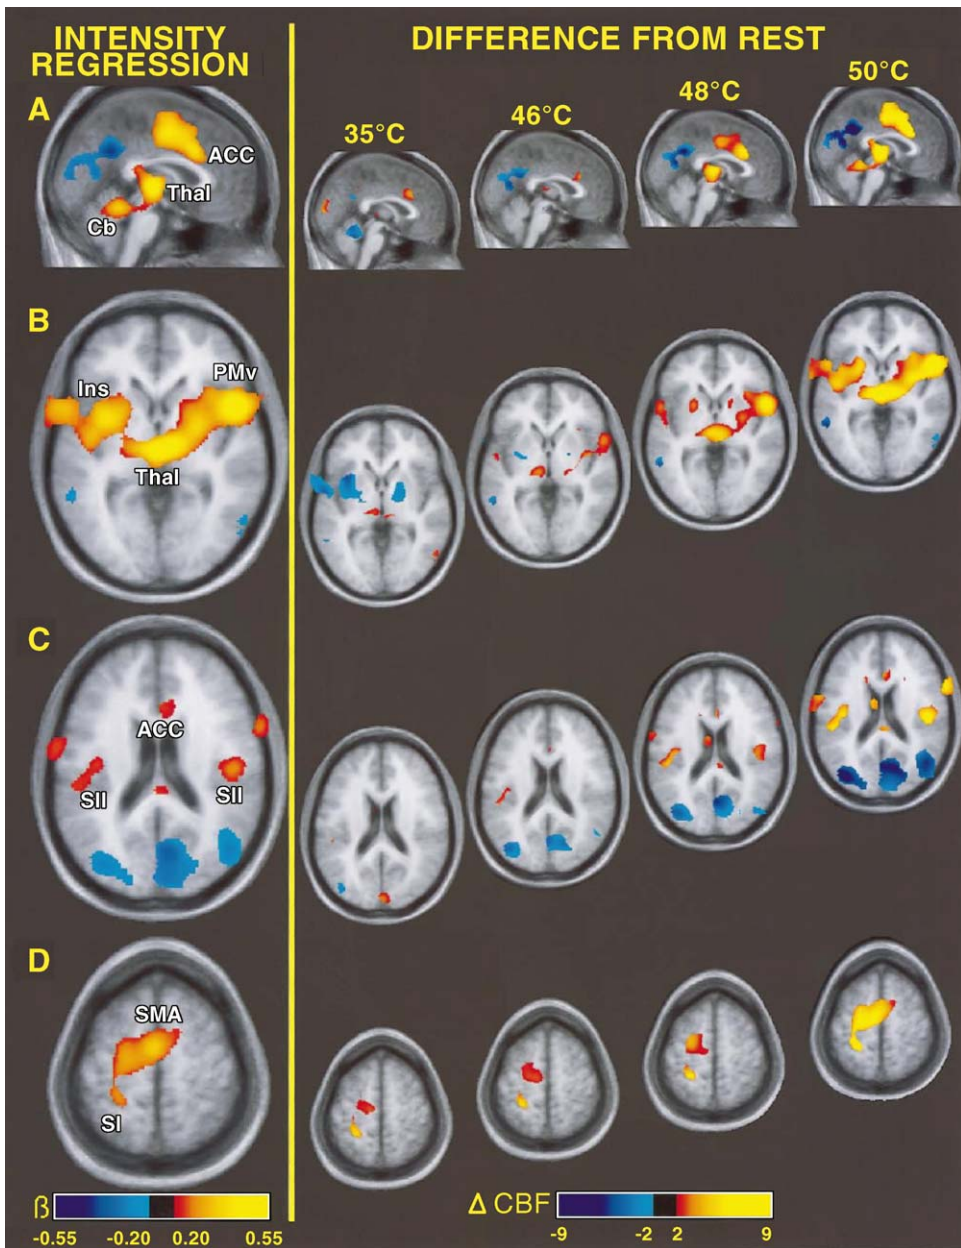 INTENSITY
REGRESSION
DIFFERENCE FROM REST
35°C
46°C
48°C
50°C
A
ACC
Thal
Cb
B
Ins
PMv
Thal
C
ACC
SII
SII
D
SMA
SI
ß
-0.55
-0.20
0.20
0.55
Δ CBF
-9
-2
2
9